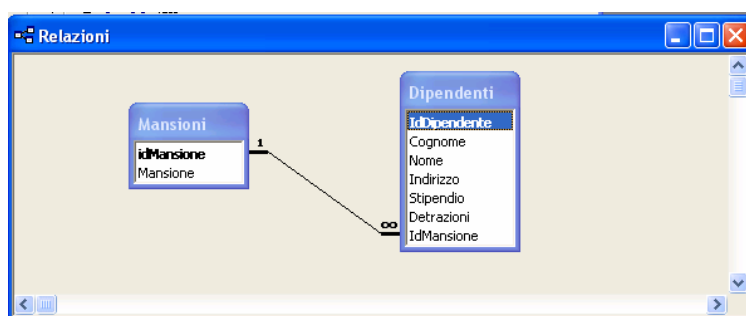 Relazioni
Mansioni
idMansione
Mansione
1
∞
Dipendenti
IdDipendente
Cognome
Nome
Indirizzo
Stipendio
Detrazioni
IdMansione